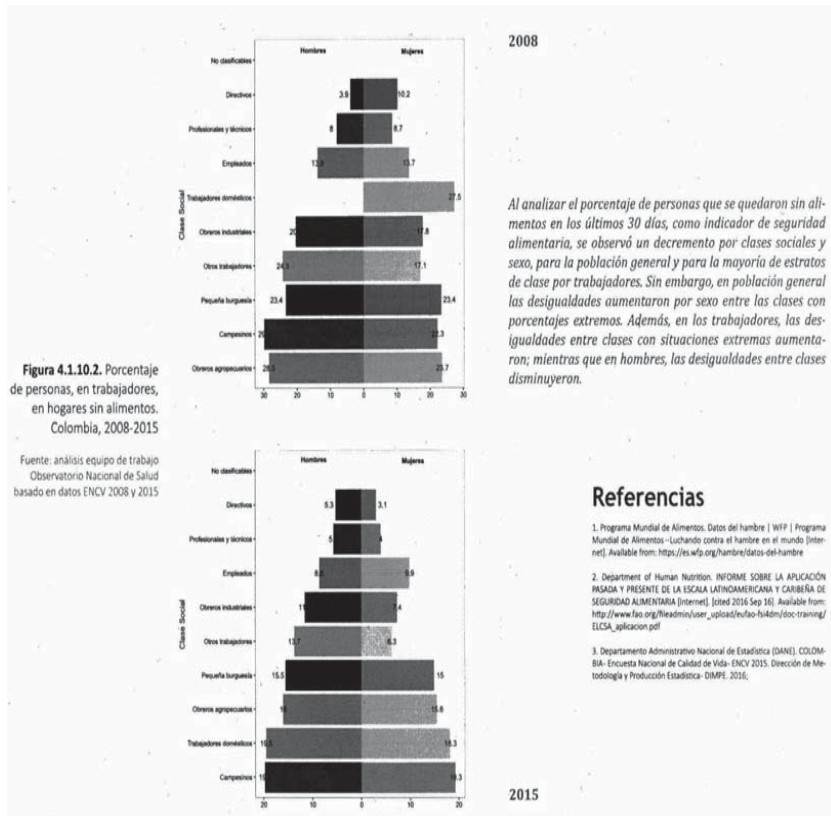 2008
Hombres Mujeres
No clasificables
Directivos 3.9 10.2
Profesionales y técnicos 8 8.7
Empleados 13.7
Trabajadores domésticos 27.5
Clase Social
Obreros industriales 20 17.8
Otros trabajadores 24.3 17.1
Pequeña burguesía 23.4 23.4
Campesinos
Obreros agropecuarios 23.7
30 20 10 0 10 20 30
Al analizar el porcentaje de personas que se quedaron sin ali-
mentos en los últimos 30 días, como indicador de seguridad
alimentaria, se observó un decremento por clases sociales y
sexo, para la población general y para la mayoría de estratos
de clase por trabajadores. Sin embargo, en población general
las desigualdades aumentaron por sexo entre las clases con
porcentajes extremos. Además, en los trabajadores, las des-
igualdades entre clases con situaciones extremas aumenta-
ron; mientras que en hombres, las desigualdades entre clases
disminuyeron.
Figura 4.1.10.2. Porcentaje
de personas, en trabajadores,
en hogares sin alimentos.
Colombia, 2008-2015
Fuente: análisis equipo de trabajo
Observatorio Nacional de Salud
basado en datos ENCV 2008 y 2015
Hombres Mujeres
No clasificables
Directivos 5.3 3.1
Profesionales y técnicos 5 4
Empleados 9.9
Obreros industriales 11 7.4
Clase Social
Otros trabajadores 13.7 6.3
Pequeña burguesía 15.5 15
Obreros agropecuarios 16 15.6
Trabajadores domésticos 18.3
Campesinos
20 10 0 10 20
2015
Referencias
1. Programa Mundial de Alimentos. Datos del hambre | WFP | Programa
Mundial de Alimentos - Luchando contra el hambre en el mundo [Inter-
net]. Available from: https://es.wfp.org/hambre/datos-del-hambre
2. Department of Human Nutrition. INFORME SOBRE LA APLICACIÓN
PASADA Y PRESENTE DE LA ESCALA LATINOAMERICANA Y CARIBEÑA DE
SEGURIDAD ALIMENTARIA [Internet]. [cited 2016 Sep 16]. Available from:
http://www.fao.org/fileadmin/user_upload/eufao-fsi4dm/doc-training/
ELCSA_aplicacion.pdf
3. Departamento Administrativo Nacional de Estadística (DANE). COLOM-
BIA- Encuesta Nacional de Calidad de Vida- ENCV 2015. Dirección de Me-
todología y Producción Estadística- DIMPE. 2016;